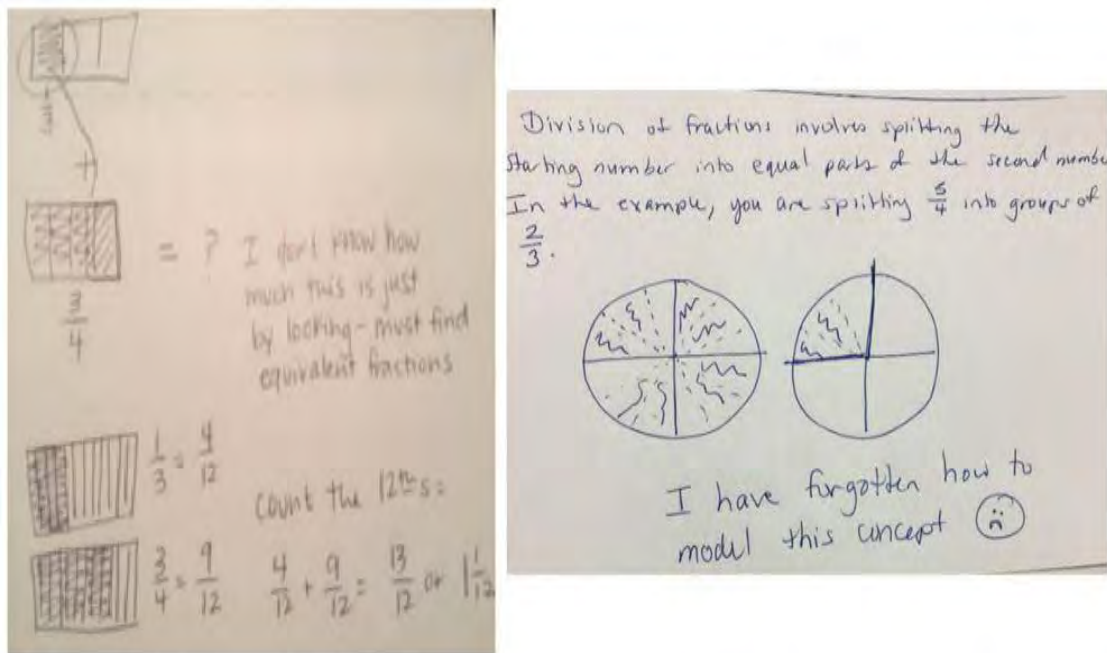 +
3/4
= ? I don't know how
much this is just
by looking - must find
equivalent fractions
1/3 = 4/12
count the 12ths:
3/4 = 9/12
4/12 + 9/12 = 13/12 or 1 1/12
Division of fractions involves splitting the
starting number into equal parts of the second number
In the example, you are splitting 5/4 into groups of
2/3.
I have forgotten how to
model this concept